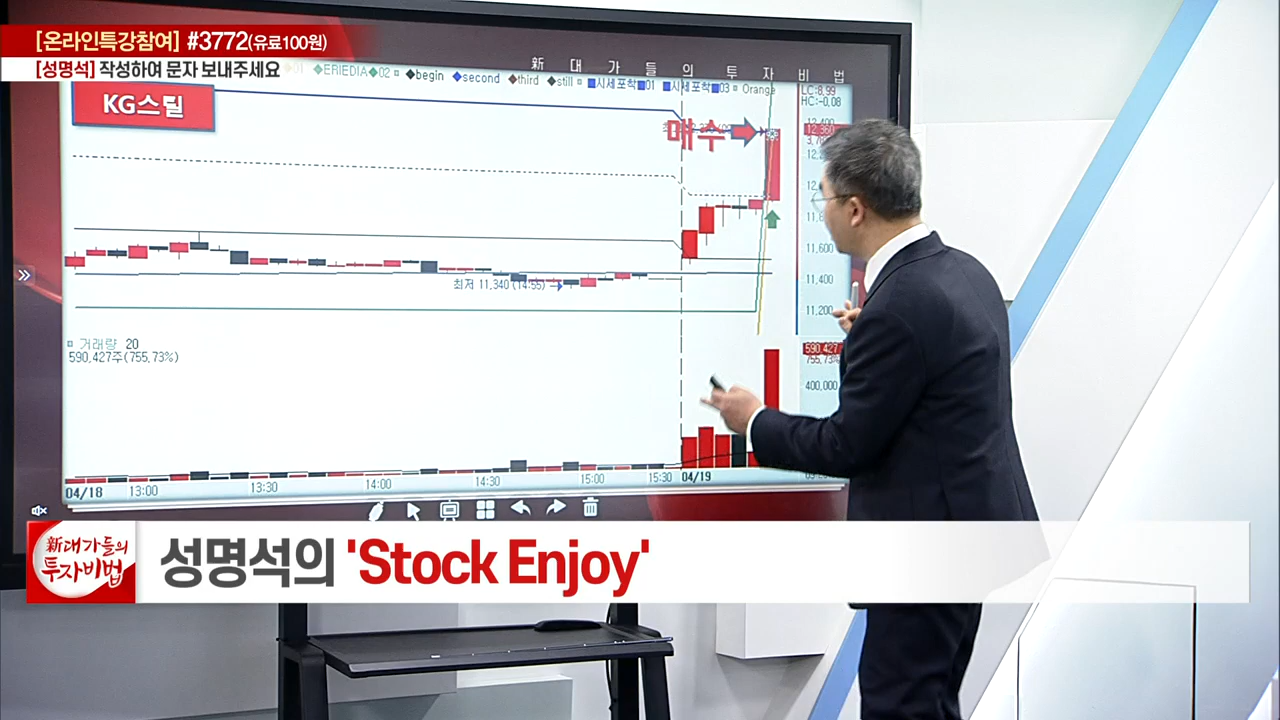 [온라인특강참여] #3772(유료100원)
[성명석] 작성하여 문자 보내주세요
新 대 가 들 의 투 자 비 법
ERIEDIA 02 begin second third still 시세포착 01 시세포착 03 Orange
KG스틸
LC:8,99
HC:-0,08
매수
12,400
12,360
11,600
11,400
11,200
최저 11,340 (14:55)
거래량 20
590,427주(755,73%)
590,427
755,73%
400,000
04/18 13:00 13:30 14:00 14:30 15:00 15:30 04/19
新대가들의
투자비법
성명석의 'Stock Enjoy'